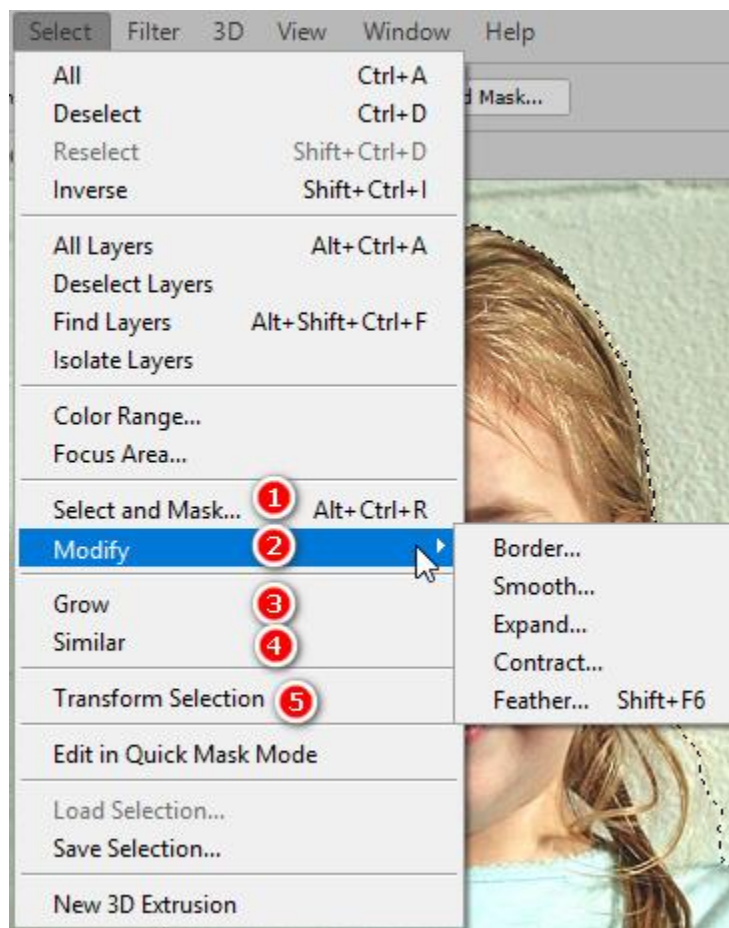 Select Filter 3D View Window Help
All Ctrl+A
d Mask...
Deselect Ctrl+D
Reselect Shift+Ctrl+D
Inverse Shift+Ctrl+I
All Layers Alt+Ctrl+A
Deselect Layers
Find Layers Alt+Shift+Ctrl+F
Isolate Layers
Color Range...
Focus Area...
Select and Mask... 1 Alt+Ctrl+R
Modify 2
Border...
Smooth...
Expand...
Contract...
Feather... Shift+F6
Grow 3
Similar 4
Transform Selection 5
Edit in Quick Mask Mode
Load Selection...
Save Selection...
New 3D Extrusion